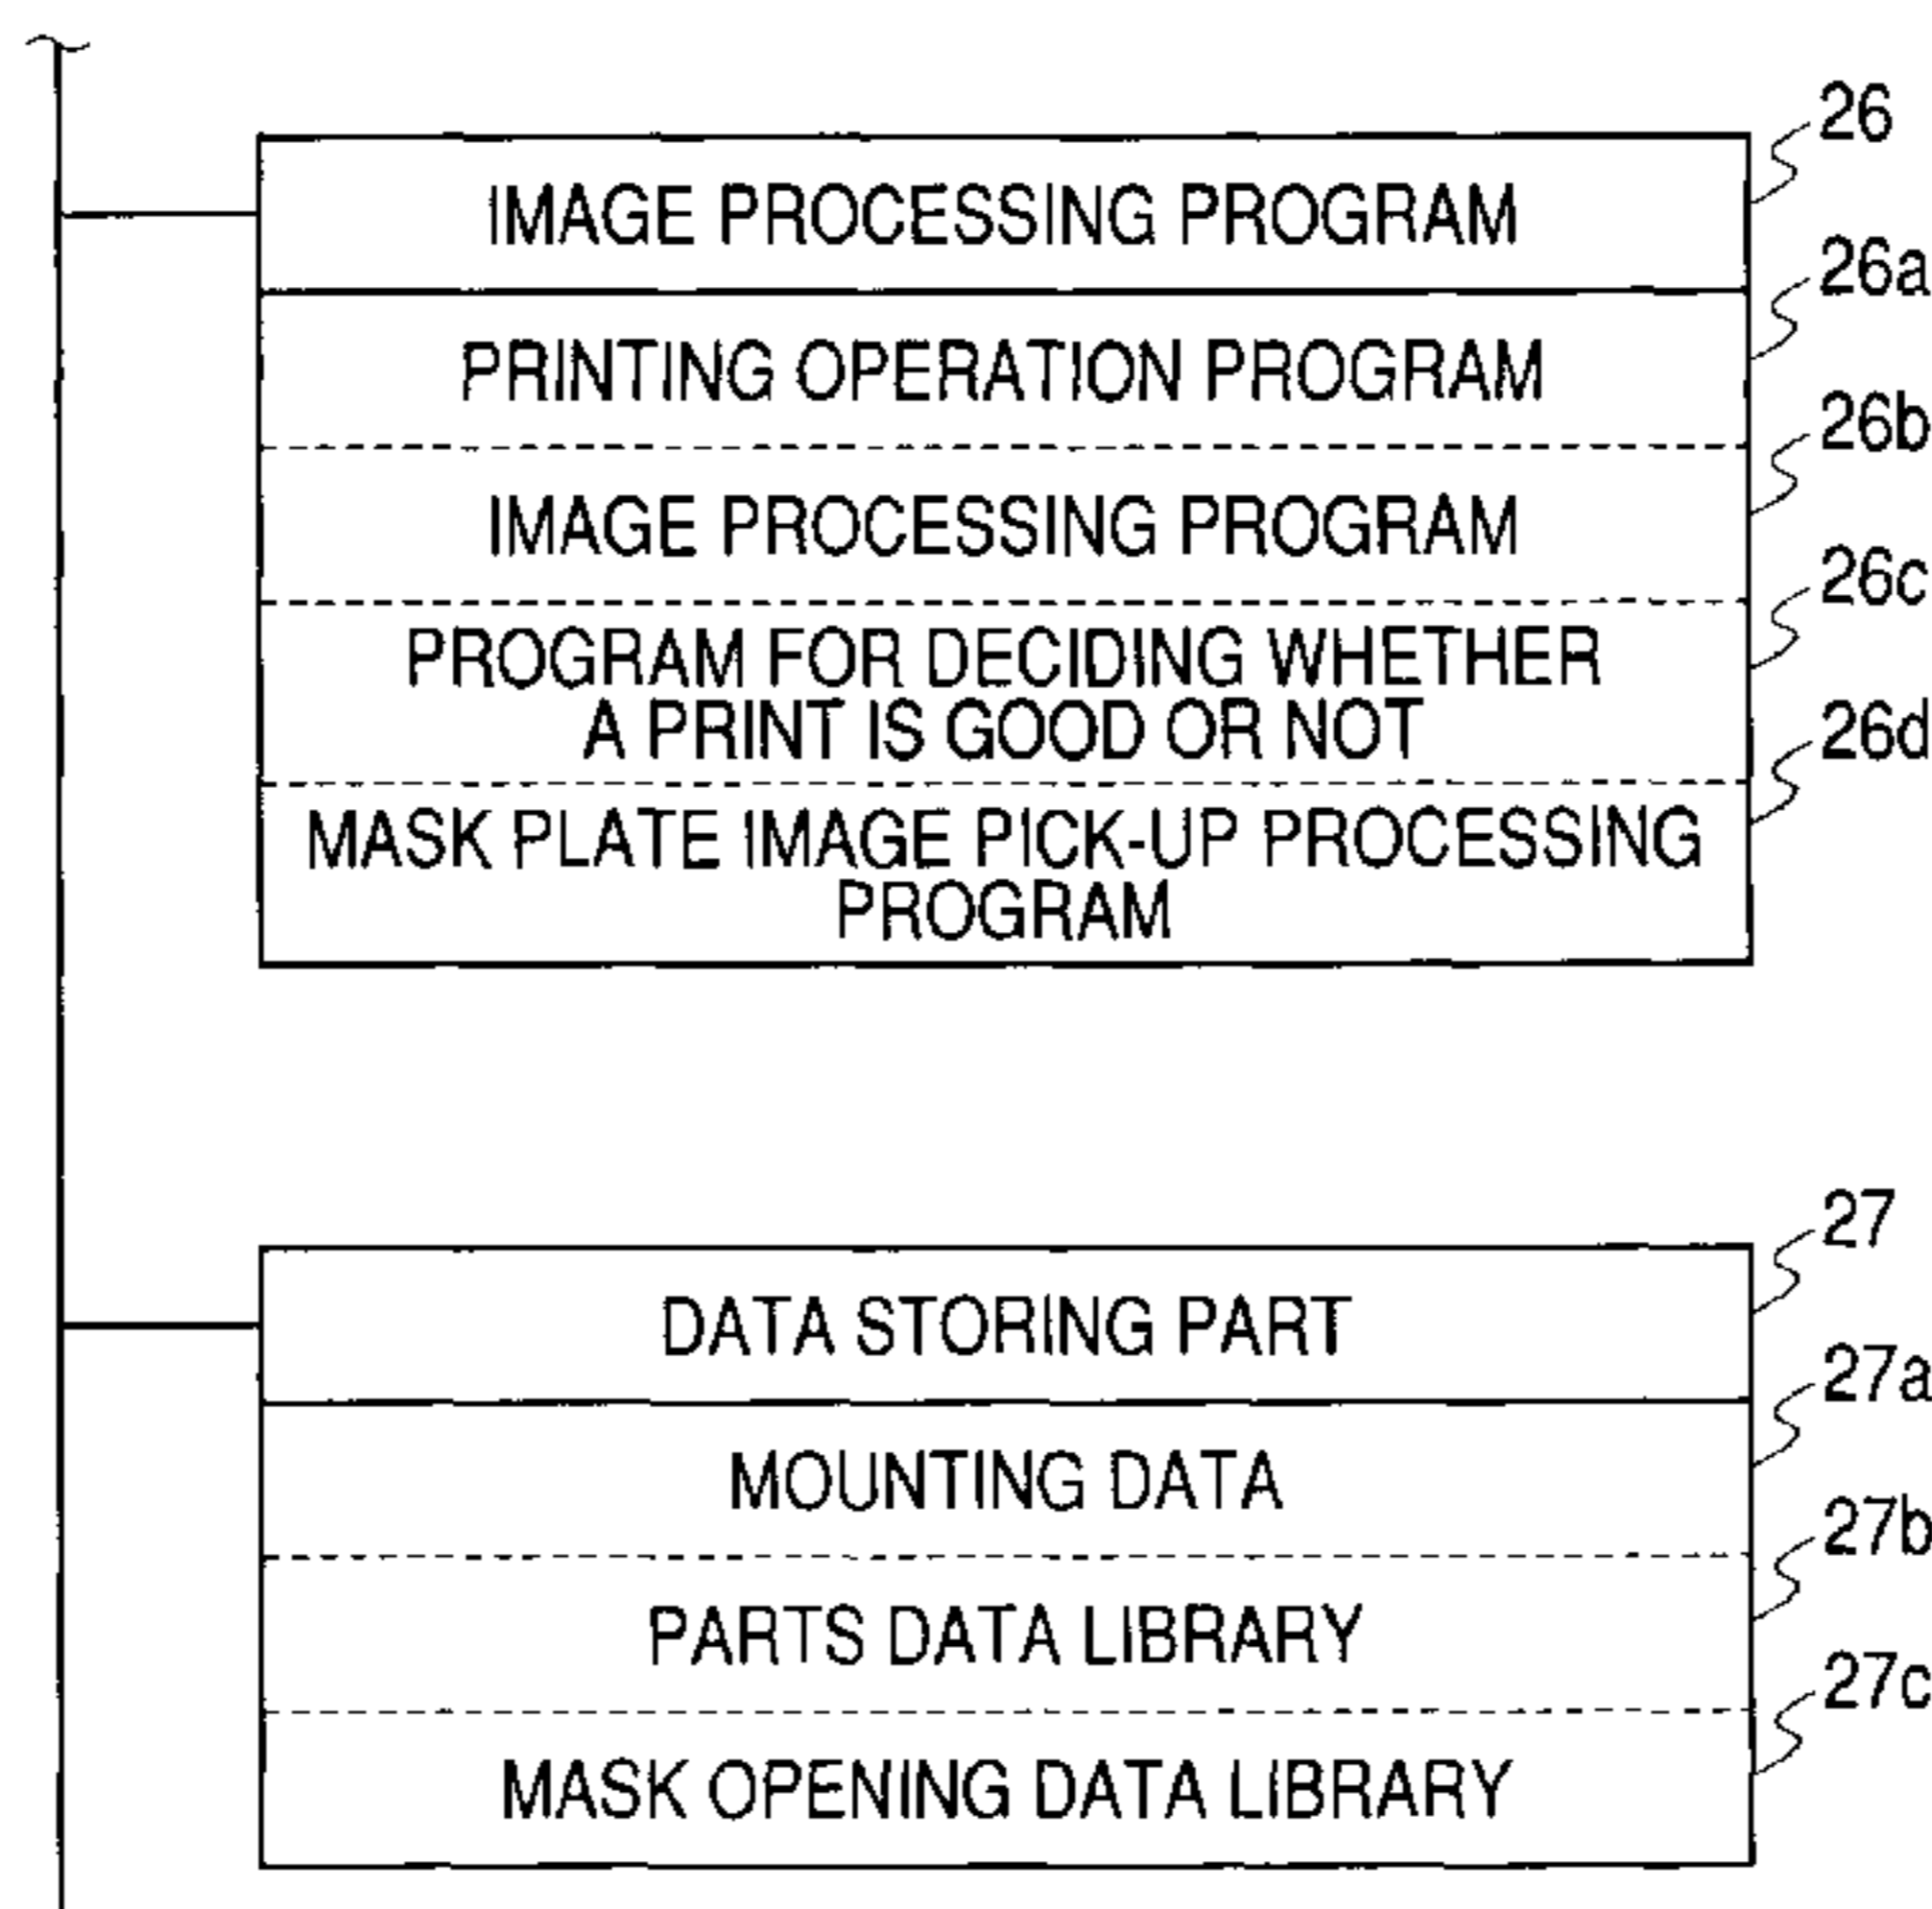 26
IMAGE PROCESSING PROGRAM
26a
PRINTING OPERATION PROGRAM
26b
IMAGE PROCESSING PROGRAM
26c
PROGRAM FOR DECIDING WHETHER
A PRINT IS GOOD OR NOT
26d
MASK PLATE IMAGE PICK-UP PROCESSING
PROGRAM
27
DATA STORING PART
27a
MOUNTING DATA
27b
PARTS DATA LIBRARY
27c
MASK OPENING DATA LIBRARY